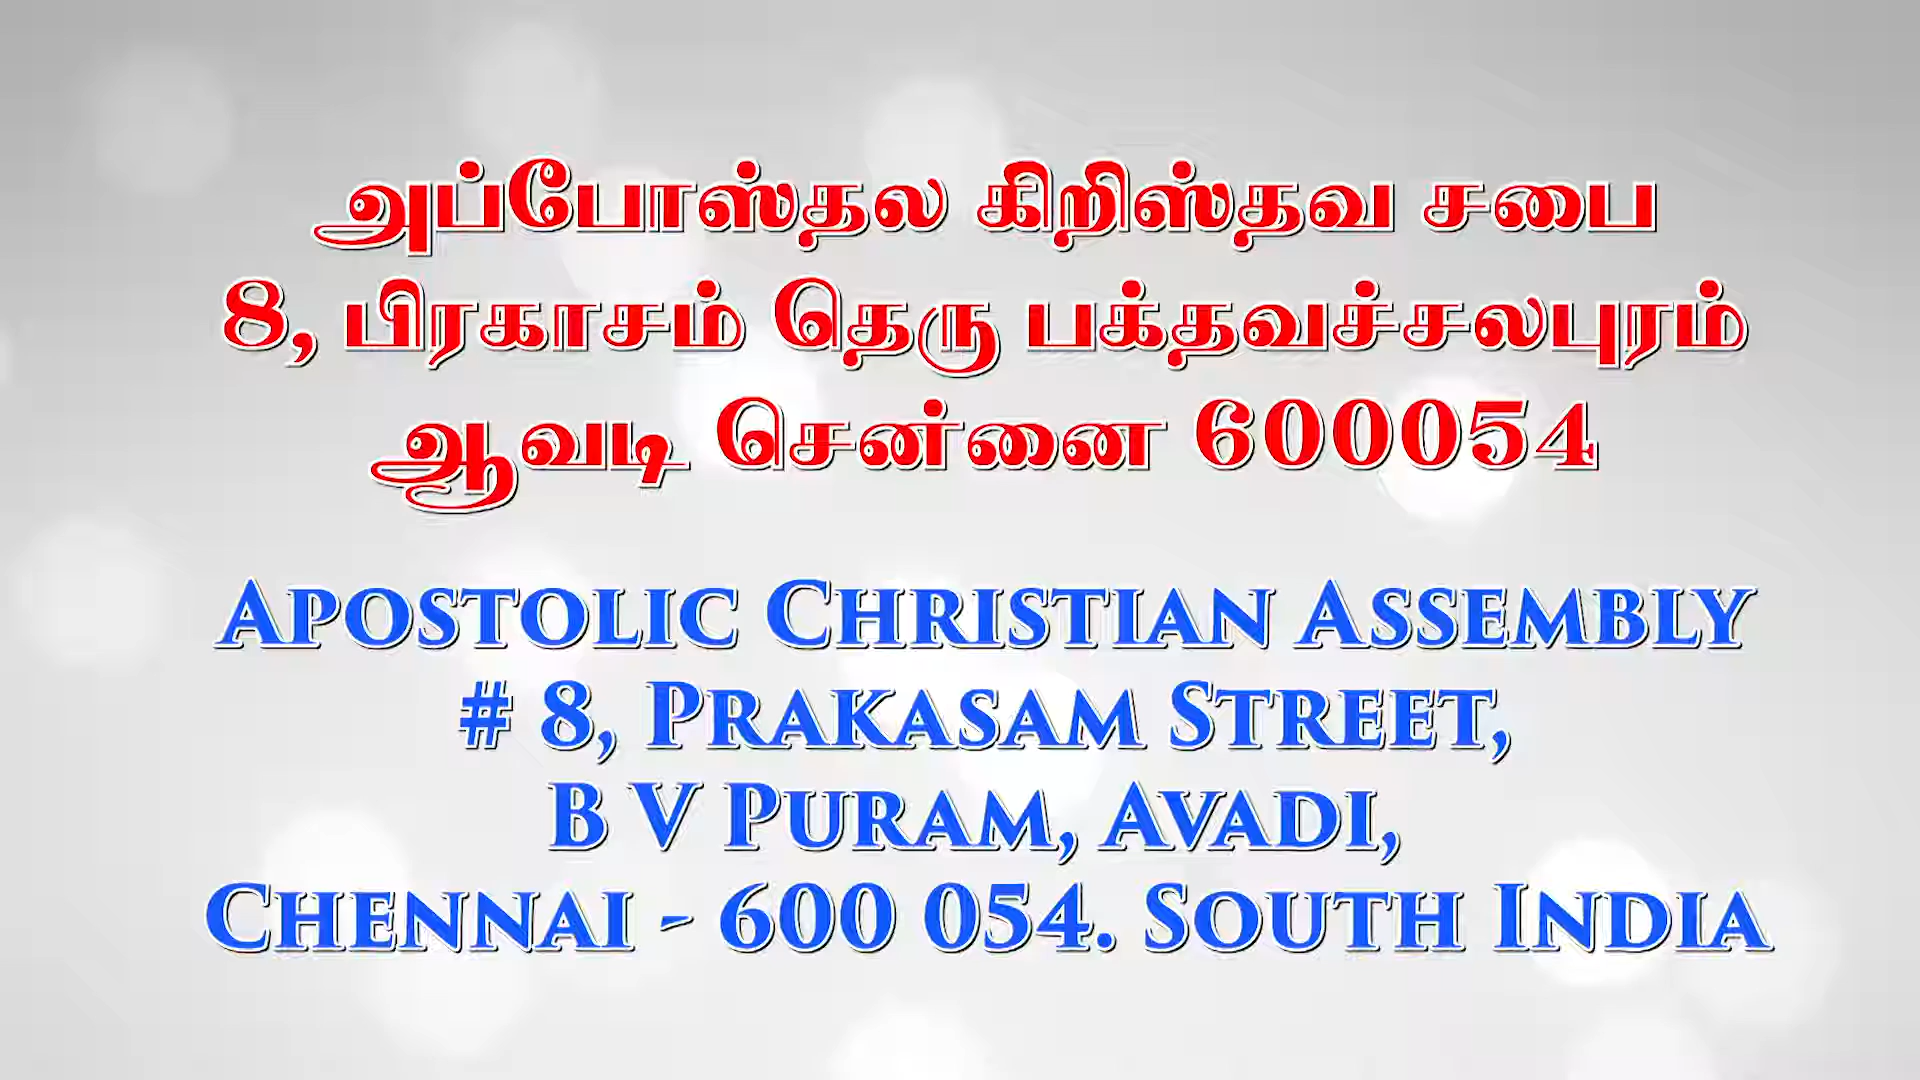 அப்போஸ்தல கிறிஸ்தவ சபை
8, பிரகாசம் தெரு பக்தவச்சலபுரம்
ஆவடி சென்னை 600054
Apostolic Christian Assembly
# 8, Prakasam Street,
B V Puram, Avadi,
Chennai - 600 054. South India